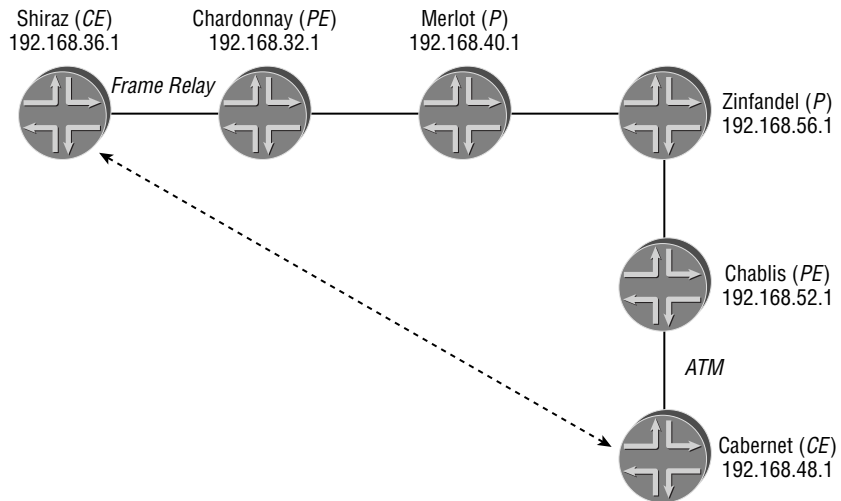 Shiraz (CE)
192.168.36.1
Chardonnay (PE)
192.168.32.1
Merlot (P)
192.168.40.1
Frame Relay
Zinfandel (P)
192.168.56.1
Chablis (PE)
192.168.52.1
ATM
Cabernet (CE)
192.168.48.1